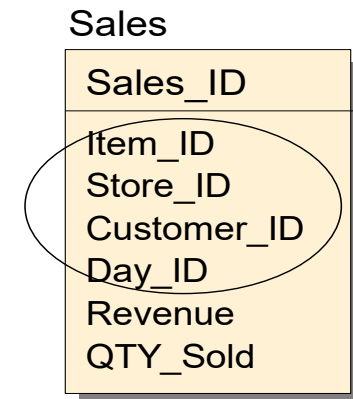 Sales
Sales_ID
Item_ID
Store_ID
Customer_ID
Day_ID
Revenue
QTY_Sold